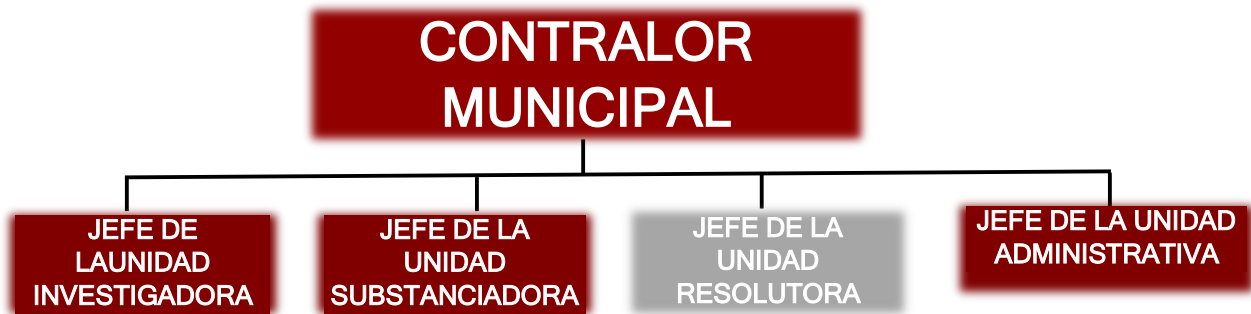 CONTRALOR
MUNICIPAL
JEFE DE
LAUNIDAD
INVESTIGADORA
JEFE DE LA
UNIDAD
SUBSTANCIADORA
JEFE DE LA
UNIDAD
RESOLUTORA
JEFE DE LA UNIDAD
ADMINISTRATIVA